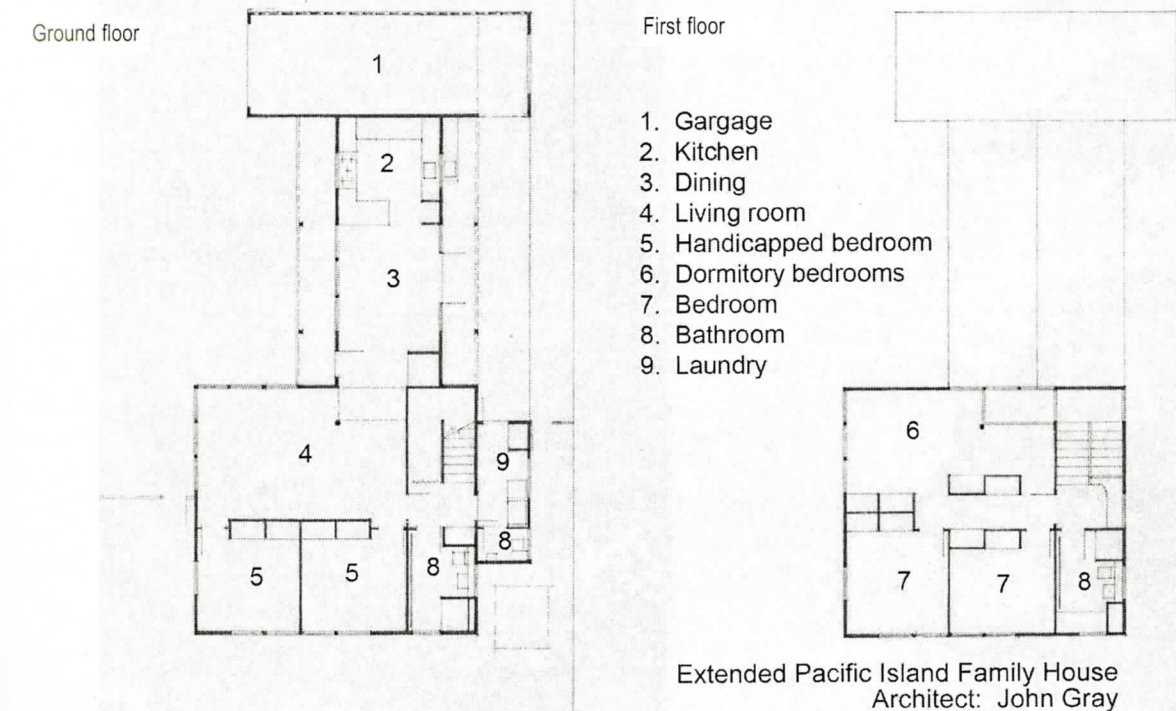 Ground floor
First floor
1
2
3
4
5
5
8
8
9
1. Gargage
2. Kitchen
3. Dining
4. Living room
5. Handicapped bedroom
6. Dormitory bedrooms
7. Bedroom
8. Bathroom
9. Laundry
6
7
7
8
Extended Pacific Island Family House
Architect: John Gray